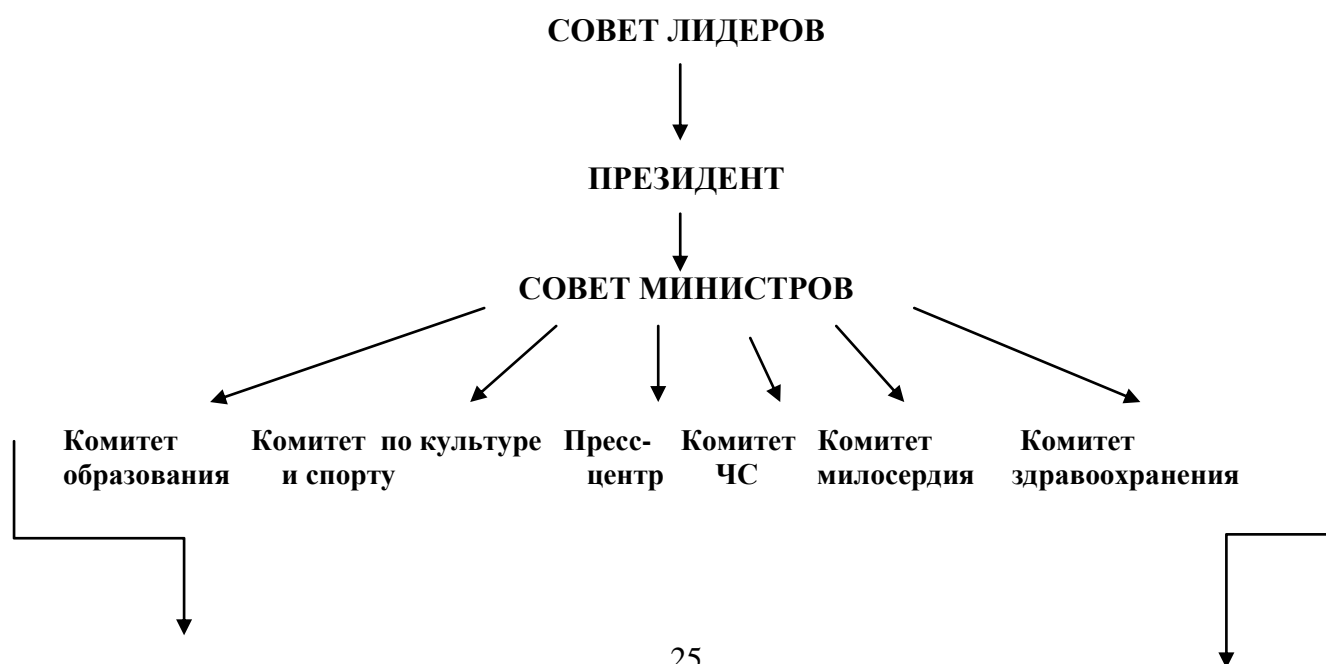 СОВЕТ ЛИДЕРОВ
ПРЕЗИДЕНТ
СОВЕТ МИНИСТРОВ
Комитет образования
Комитет по культуре и спорту
Пресс-центр
Комитет ЧС
Комитет милосердия
Комитет здравоохранения
25